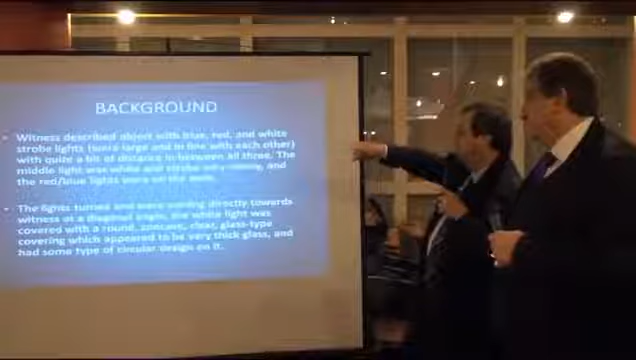 BACKGROUND
Witness described object with blue, red, and white
strobe lights (were large and in line with each other)
with quite a bit of distance in between all three. The
middle light was white and strobe and
the red/blue lights were on the
The lights turned and were coming directly towards
witness at a diagonal angle, the white light was
covered with a round, concave, clear, glass-type
covering which appeared to be very thick glass, and
had some type of circular design on it.